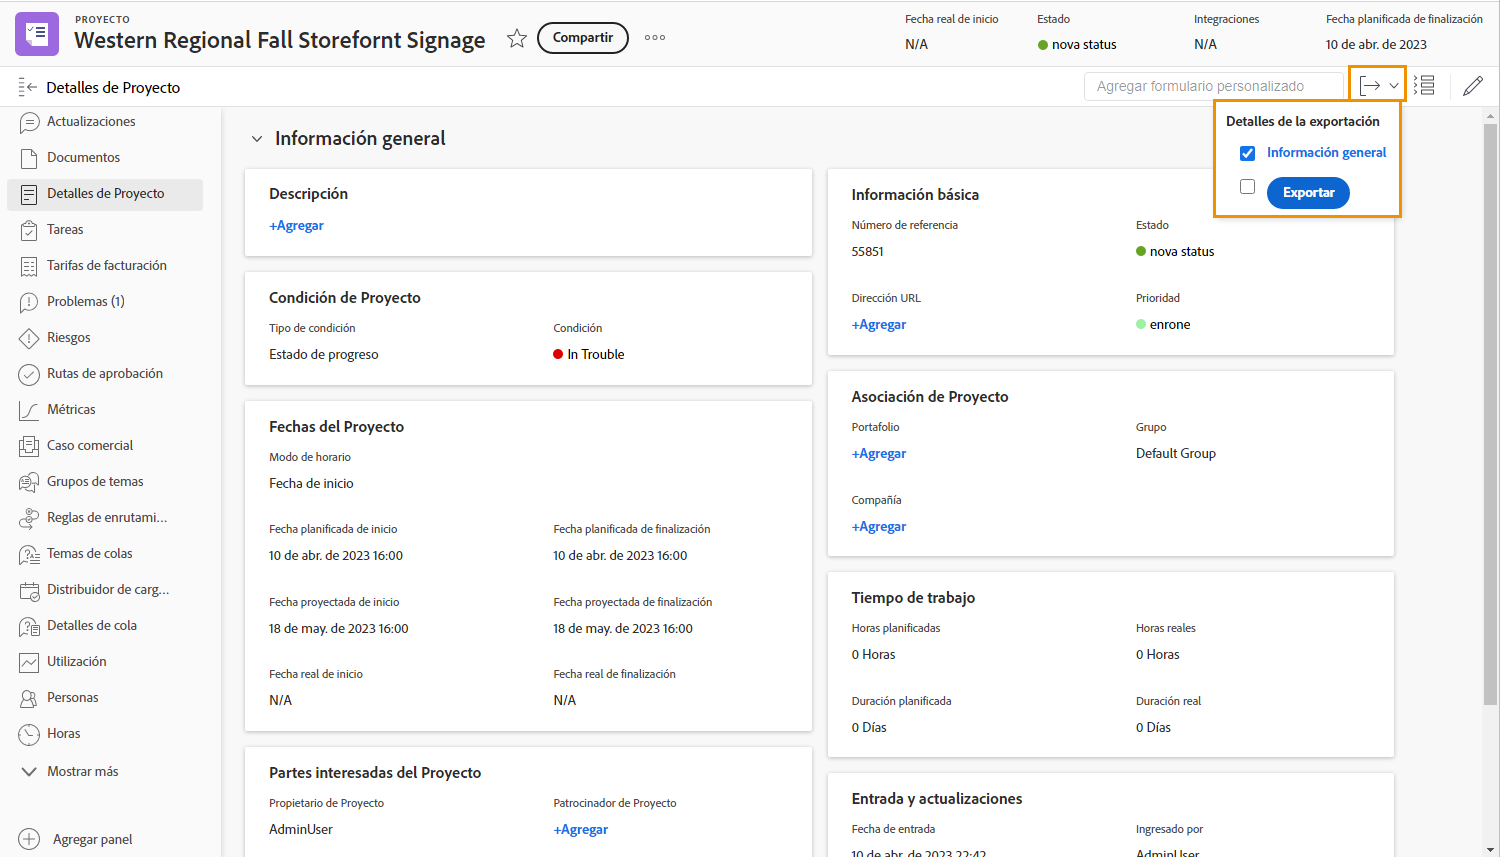 PROYECTO
Western Regional Fall Storefornt Signage
Compartir
Fecha real de inicio
N/A
Estado
nova status
Integraciones
N/A
Fecha planificada de finalización
10 de abr. de 2023
Detalles de Proyecto
Agregar formulario personalizado
Detalles de la exportación
Información general
Exportar
Actualizaciones
Documentos
Detalles de Proyecto
Tareas
Tarifas de facturación
Problemas (1)
Riesgos
Rutas de aprobación
Métricas
Caso comercial
Grupos de temas
Reglas de enrutami...
Temas de colas
Distribuidor de carg...
Detalles de cola
Utilización
Personas
Horas
Mostrar más
Agregar panel
Información general
Descripción
+Agregar
Condición de Proyecto
Tipo de condición
Estado de progreso
Condición
In Trouble
Fechas del Proyecto
Modo de horario
Fecha de inicio
Fecha planificada de inicio
10 de abr. de 2023 16:00
Fecha planificada de finalización
10 de abr. de 2023 16:00
Fecha proyectada de inicio
18 de may. de 2023 16:00
Fecha proyectada de finalización
18 de may. de 2023 16:00
Fecha real de inicio
N/A
Fecha real de finalización
N/A
Partes interesadas del Proyecto
Propietario de Proyecto
AdminUser
Patrocinador de Proyecto
+Agregar
Información básica
Número de referencia
55851
Estado
nova status
Dirección URL
+Agregar
Prioridad
enrone
Asociación de Proyecto
Portafolio
+Agregar
Grupo
Default Group
Compañía
+Agregar
Tiempo de trabajo
Horas planificadas
0 Horas
Horas reales
0 Horas
Duración planificada
0 Días
Duración real
0 Días
Entrada y actualizaciones
Fecha de entrada
10 de abr. de 2023 22:42
Ingresado por
AdminUser